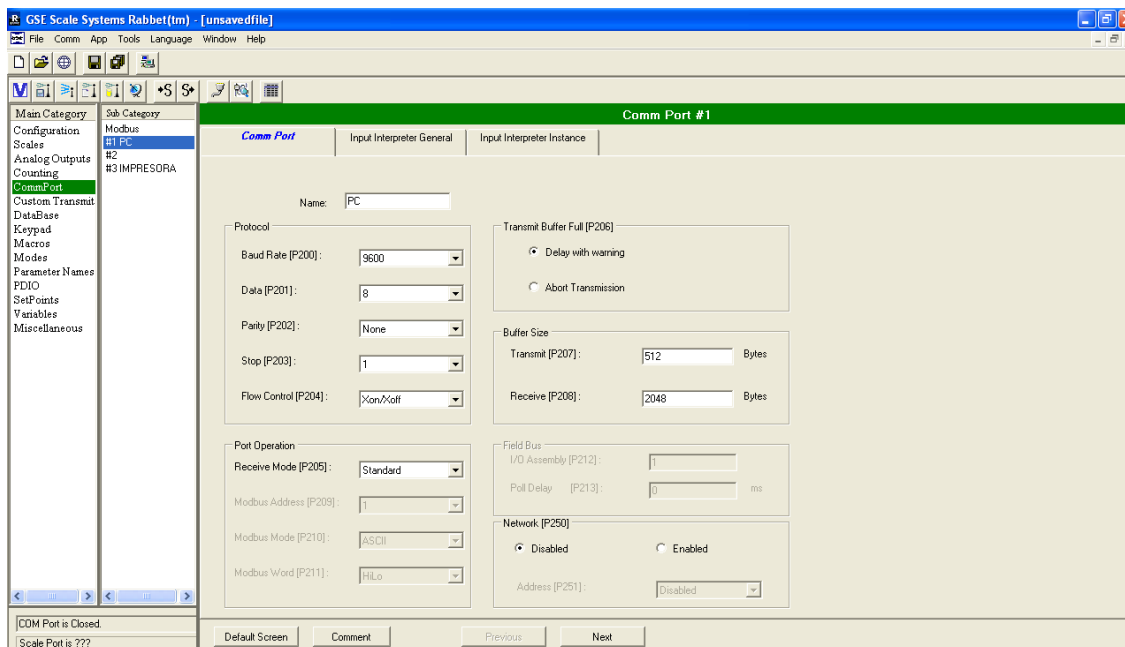 GSE Scale Systems Rabbet(tm) - [unsavedfile]
File Comm App Tools Language Window Help
Main Category
Configuration
Scales
Analog Outputs
Counting
CommPort
Custom Transmit
DataBase
Keypad
Macros
Modes
Parameter Names
PDIO
SetPoints
Variables
Miscellaneous
Sub Category
Modbus
#1 PC
#2
#3 IMPRESORA
Comm Port #1
Comm Port Input Interpreter General Input Interpreter Instance
Name: PC
Protocol
Baud Rate [P200] : 9600
Data [P201] : 8
Parity [P202] : None
Stop [P203] : 1
Flow Control [P204] : Xon/Xoff
Port Operation
Receive Mode [P205] : Standard
Modbus Address [P209] : 1
Modbus Mode [P210] : ASCII
Modbus Word [P211] : HiLo
Transmit Buffer Full [P206]
Delay with warning
Abort Transmission
Buffer Size
Transmit [P207] : 512 Bytes
Receive [P208] : 2048 Bytes
Field Bus
I/O Assembly [P212] : 1
Poll Delay [P213] : 0 ms
Network [P250]
Disabled Enabled
Address [P251] : Disabled
COM Port is Closed.
Scale Port is ???
Default Screen Comment Previous Next